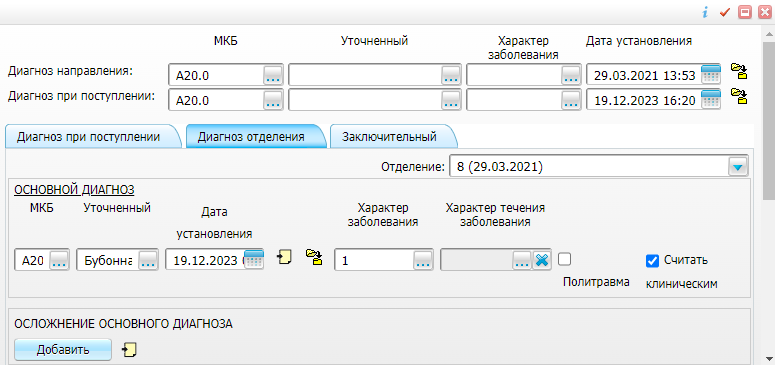 МКБ Уточненный Характер заболевания Дата установления
Диагноз направления: A20.0 ... ... ... 29.03.2021 13:53
Диагноз при поступлении: A20.0 ... ... ... 19.12.2023 16:20
Диагноз при поступлении Диагноз отделения Заключительный
Отделение: 8 (29.03.2021)
ОСНОВНОЙ ДИАГНОЗ
МКБ Уточненный Дата установления Характер заболевания Характер течения заболевания
A20 ... Бубонна ... 19.12.2023 1 ... ... Политравма Считать клиническим
ОСЛОЖНЕНИЕ ОСНОВНОГО ДИАГНОЗА
Добавить